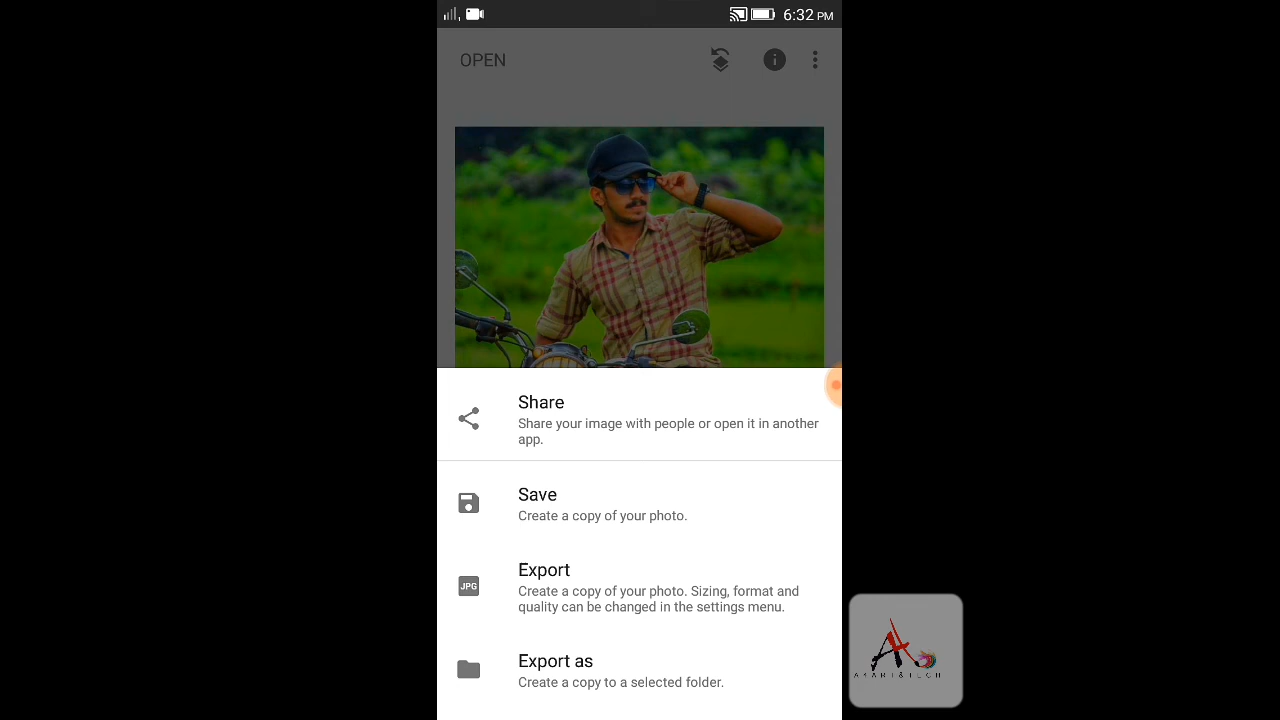 6:32 PM
OPEN
Share
Share your image with people or open it in another
app.
Save
Create a copy of your photo.
JPG
Export
Create a copy of your photo. Sizing, format and
quality can be changed in the settings menu.
Export as
Create a copy to a selected folder.
AKART&TECH